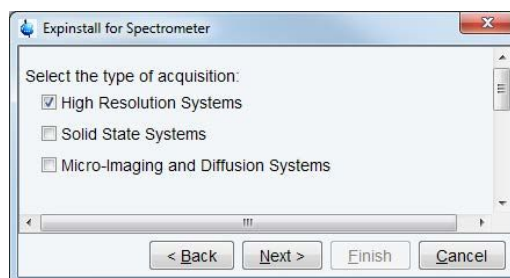 Expinstall for Spectrometer
Select the type of acquisition:
High Resolution Systems
Solid State Systems
Micro-Imaging and Diffusion Systems
< Back Next > Finish Cancel